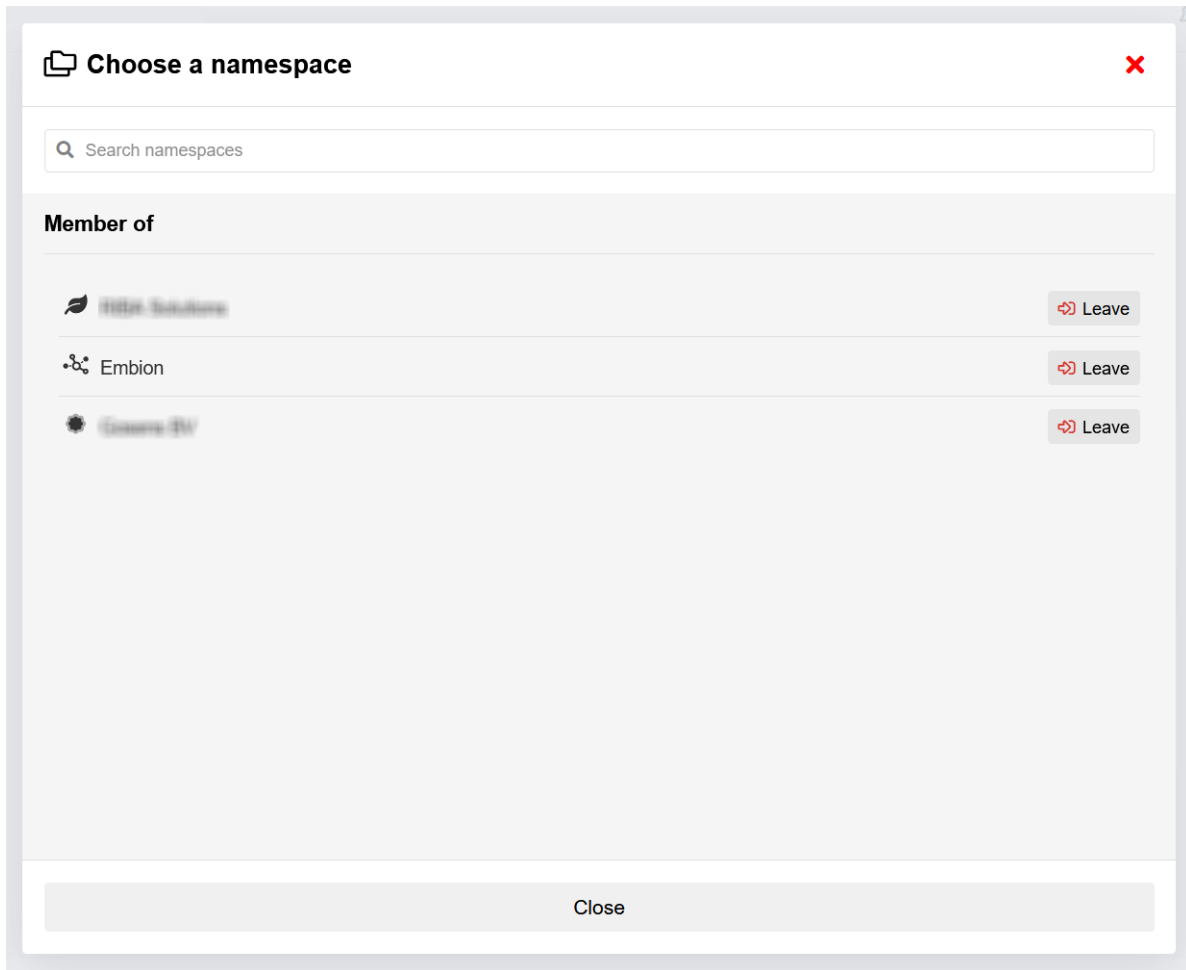 Choose a namespace
Search namespaces
Member of
Leave
Embion
Leave
Leave
Close